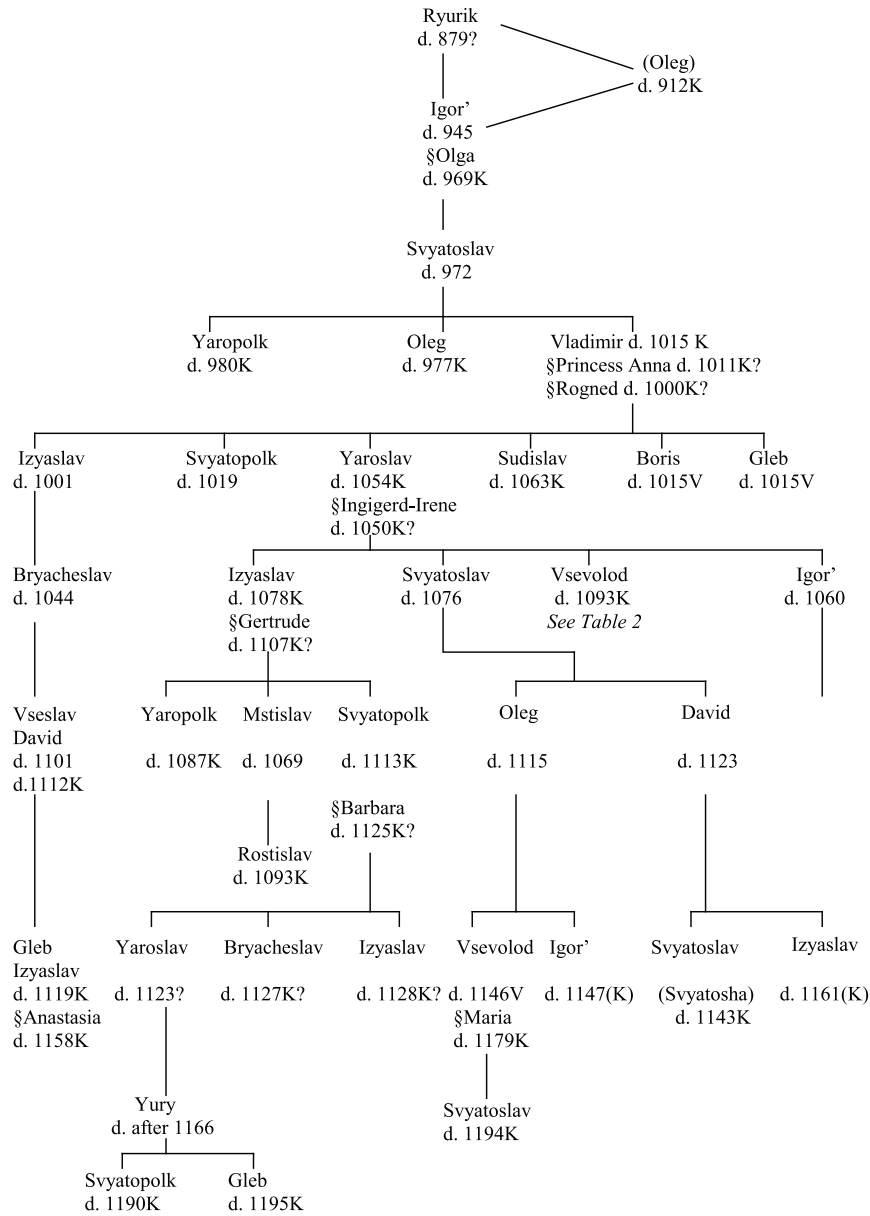 Ryurik
d. 879?
(Oleg)
d. 912K
Igor’
d. 945
§Olga
d. 969K
Svyatoslav
d. 972
Yaropolk
d. 980K
Oleg
d. 977K
Vladimir d. 1015 K
§Princess Anna d. 1011K?
§Rogned d. 1000K?
Izyaslav
d. 1001
Svyatopolk
d. 1019
Yaroslav
d. 1054K
§Ingigerd-Irene
d. 1050K?
Sudislav
d. 1063K
Boris
d. 1015V
Gleb
d. 1015V
Bryacheslav
d. 1044
Izyaslav
d. 1078K
§Gertrude
d. 1107K?
Svyatoslav
d. 1076
Vsevolod
d. 1093K
See Table 2
Igor’
d. 1060
Vseslav
David
d. 1101
d.1112K
Yaropolk
d. 1087K
Mstislav
d. 1069
Svyatopolk
d. 1113K
§Barbara
d. 1125K?
Oleg
d. 1115
David
d. 1123
Rostislav
d. 1093K
Gleb
Izyaslav
d. 1119K
§Anastasia
d. 1158K
Yaroslav
d. 1123?
Bryacheslav
d. 1127K?
Izyaslav
d. 1128K?
Vsevolod
d. 1146V
§Maria
d. 1179K
Igor’
d. 1147(K)
Svyatoslav
(Svyatosha)
d. 1143K
Izyaslav
d. 1161(K)
Yury
d. after 1166
Svyatoslav
d. 1194K
Svyatopolk
d. 1190K
Gleb
d. 1195K